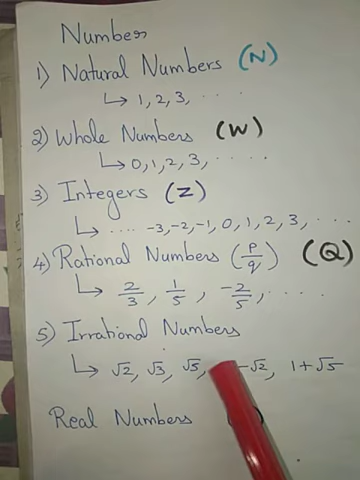 Numbers
1) Natural Numbers (N)
↳ 1, 2, 3, ....
2) Whole Numbers (W)
↳ 0, 1, 2, 3, .....
3) Integers (Z)
↳ .... -3, -2, -1, 0, 1, 2, 3, ...
4) Rational Numbers (p/q) (Q)
↳ 2/3, 1/5, -2/5, ....
5) Irrational Numbers
↳ √2, √3, √5, -√2, 1+√5
Real Numbers